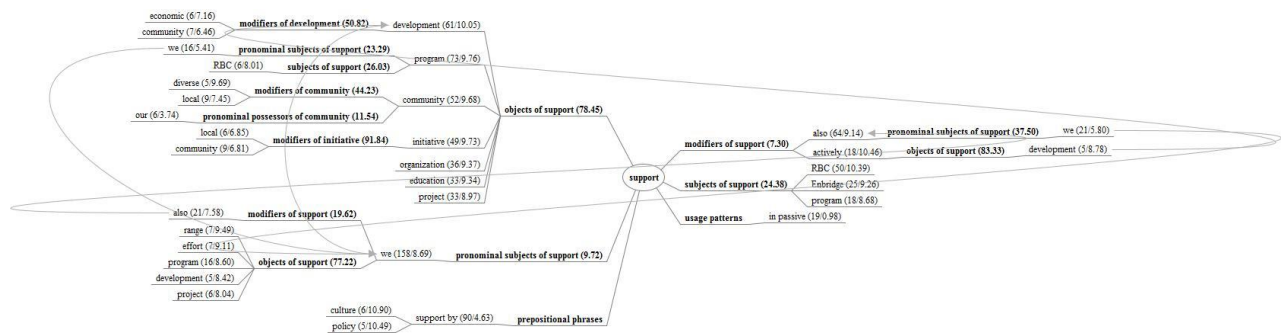 economic (6/7.16)
community (7/6.46)
modifiers of development (50.82)
development (61/10.05)
we (16/5.41)
pronominal subjects of support (23.29)
RBC (6/8.01)
subjects of support (26.03)
program (73/9.76)
diverse (5/9.69)
local (9/7.45)
modifiers of community (44.23)
our (6/3.74)
pronominal possessors of community (11.54)
community (52/9.68)
local (6/6.85)
community (9/6.81)
modifiers of initiative (91.84)
initiative (49/9.73)
organization (36/9.37)
education (33/9.34)
project (33/8.97)
objects of support (78.45)
also (21/7.58)
modifiers of support (19.62)
range (7/9.49)
effort (7/9.11)
program (16/8.60)
development (5/8.42)
project (6/8.04)
objects of support (77.22)
we (158/8.69)
pronominal subjects of support (9.72)
culture (6/10.90)
policy (5/10.49)
support by (90/4.63)
prepositional phrases
support
modifiers of support (7.30)
also (64/9.14)
pronominal subjects of support (37.50)
we (21/5.80)
actively (18/10.46)
objects of support (83.33)
development (5/8.78)
subjects of support (24.38)
RBC (50/10.39)
Enbridge (25/9.26)
program (18/8.68)
usage patterns
in passive (19/0.98)